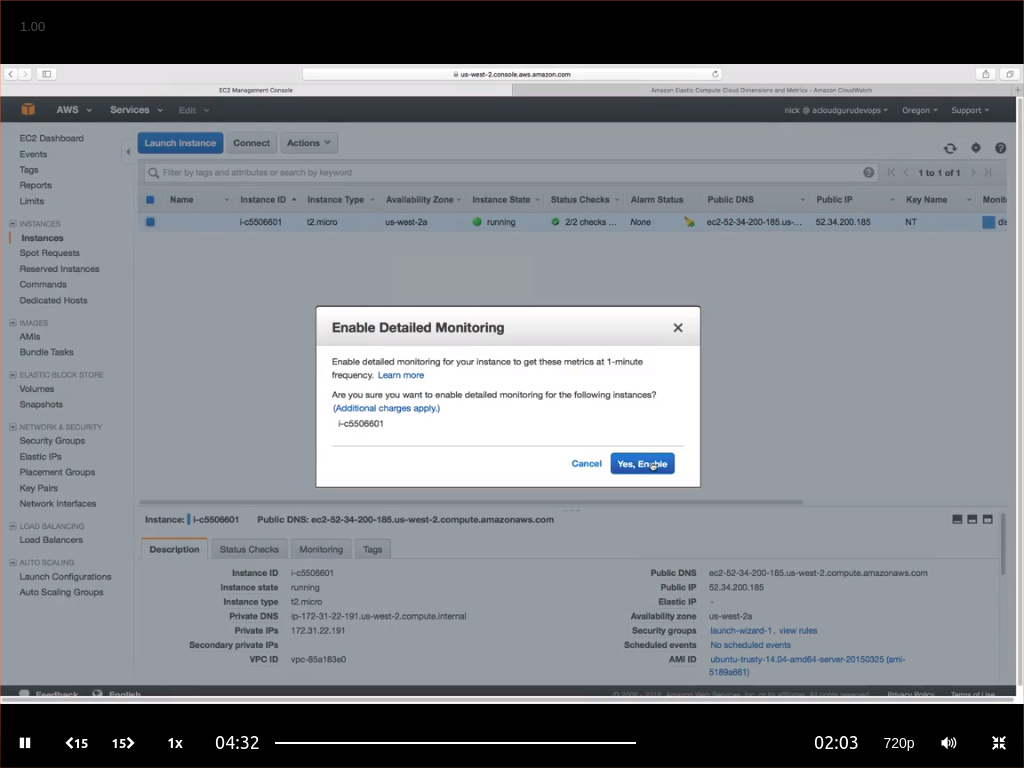 1.00
us-west-2.console.aws.amazon.com
EC2 Management Console
Amazon Elastic Compute Cloud Dimensions and Metrics - Amazon CloudWatch
AWS Services Edit nick @ acloudgurudevops Oregon Support
EC2 Dashboard
Events
Tags
Reports
Limits
INSTANCES
Instances
Spot Requests
Reserved Instances
Commands
Dedicated Hosts
IMAGES
AMIs
Bundle Tasks
ELASTIC BLOCK STORE
Volumes
Snapshots
NETWORK & SECURITY
Security Groups
Elastic IPs
Placement Groups
Key Pairs
Network Interfaces
LOAD BALANCING
Load Balancers
AUTO SCALING
Launch Configurations
Auto Scaling Groups
Launch Instance Connect Actions
Filter by tags and attributes or search by keyword 1 to 1 of 1
Name Instance ID Instance Type Availability Zone Instance State Status Checks Alarm Status Public DNS Public IP Key Name Monit
i-c5506601 t2.micro us-west-2a running 2/2 checks ... None ec2-52-34-200-185.us-... 52.34.200.185 NT dis
Enable Detailed Monitoring
Enable detailed monitoring for your instance to get these metrics at 1-minute
frequency. Learn more
Are you sure you want to enable detailed monitoring for the following instances?
(Additional charges apply.)
i-c5506601
Cancel Yes, Enable
Instance: i-c5506601 Public DNS: ec2-52-34-200-185.us-west-2.compute.amazonaws.com
Description Status Checks Monitoring Tags
Instance ID i-c5506601 Public DNS ec2-52-34-200-185.us-west-2.compute.amazonaws.com
Instance state running Public IP 52.34.200.185
Instance type t2.micro Elastic IP -
Private DNS ip-172-31-22-191.us-west-2.compute.internal Availability zone us-west-2a
Private IPs 172.31.22.191 Security groups launch-wizard-1. view rules
Secondary private IPs Scheduled events No scheduled events
VPC ID vpc-85a183e0 AMI ID ubuntu-trusty-14.04-amd64-server-20150325 (ami-
5189a661)
Feedback English © 2008 - 2016, Amazon Web Services, Inc. or its affiliates. All rights reserved. Privacy Policy Terms of Use
15 15 1x 04:32 02:03 720p